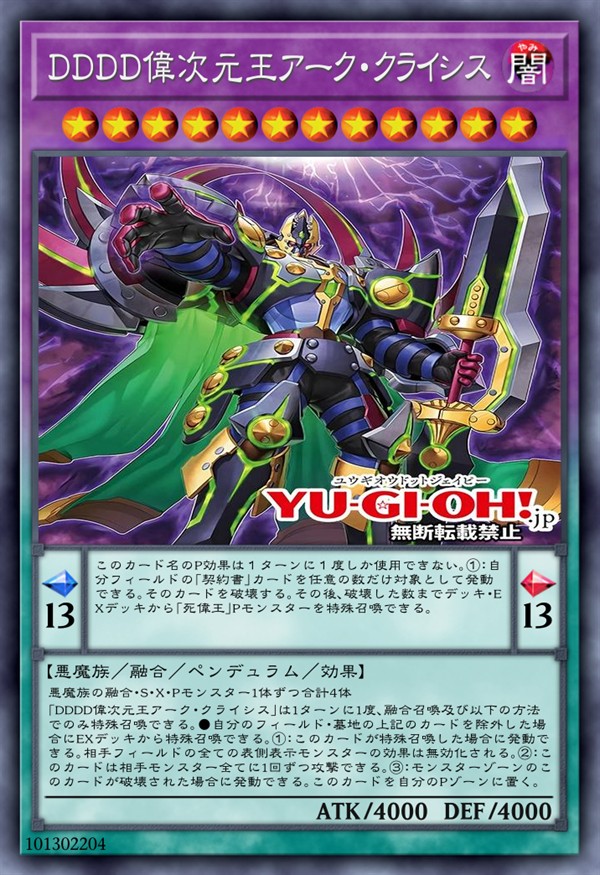 DDDD偉次元王アーク・クライシス
やみ
闇
ユウギオウドットジェイピー
YU-GI-OH!.jp
無断転載禁止
このカード名のP効果は1ターンに1度しか使用できない。①:自
分フィールドの「契約書」カードを任意の数だけ対象として発動
できる。そのカードを破壊する。その後、破壊した数までデッキ・E
Xデッキから「死偉王」Pモンスターを特殊召喚できる。
13
13
【悪魔族／融合／ペンデュラム／効果】
悪魔族の融合・S・X・Pモンスター1体ずつ合計4体
「DDDD偉次元王アーク・クライシス」は1ターンに1度、融合召喚及び以下の方法
でのみ特殊召喚できる。●自分のフィールド・墓地の上記のカードを除外した場
合にEXデッキから特殊召喚できる。①:このカードが特殊召喚した場合に発動で
きる。相手フィールドの全ての表側表示モンスターの効果は無効化される。②:こ
のカードは相手モンスター全てに1回ずつ攻撃できる。③:モンスターゾーンのこ
のカードが破壊された場合に発動できる。このカードを自分のPゾーンに置く。
ATK/4000 DEF/4000
101302204